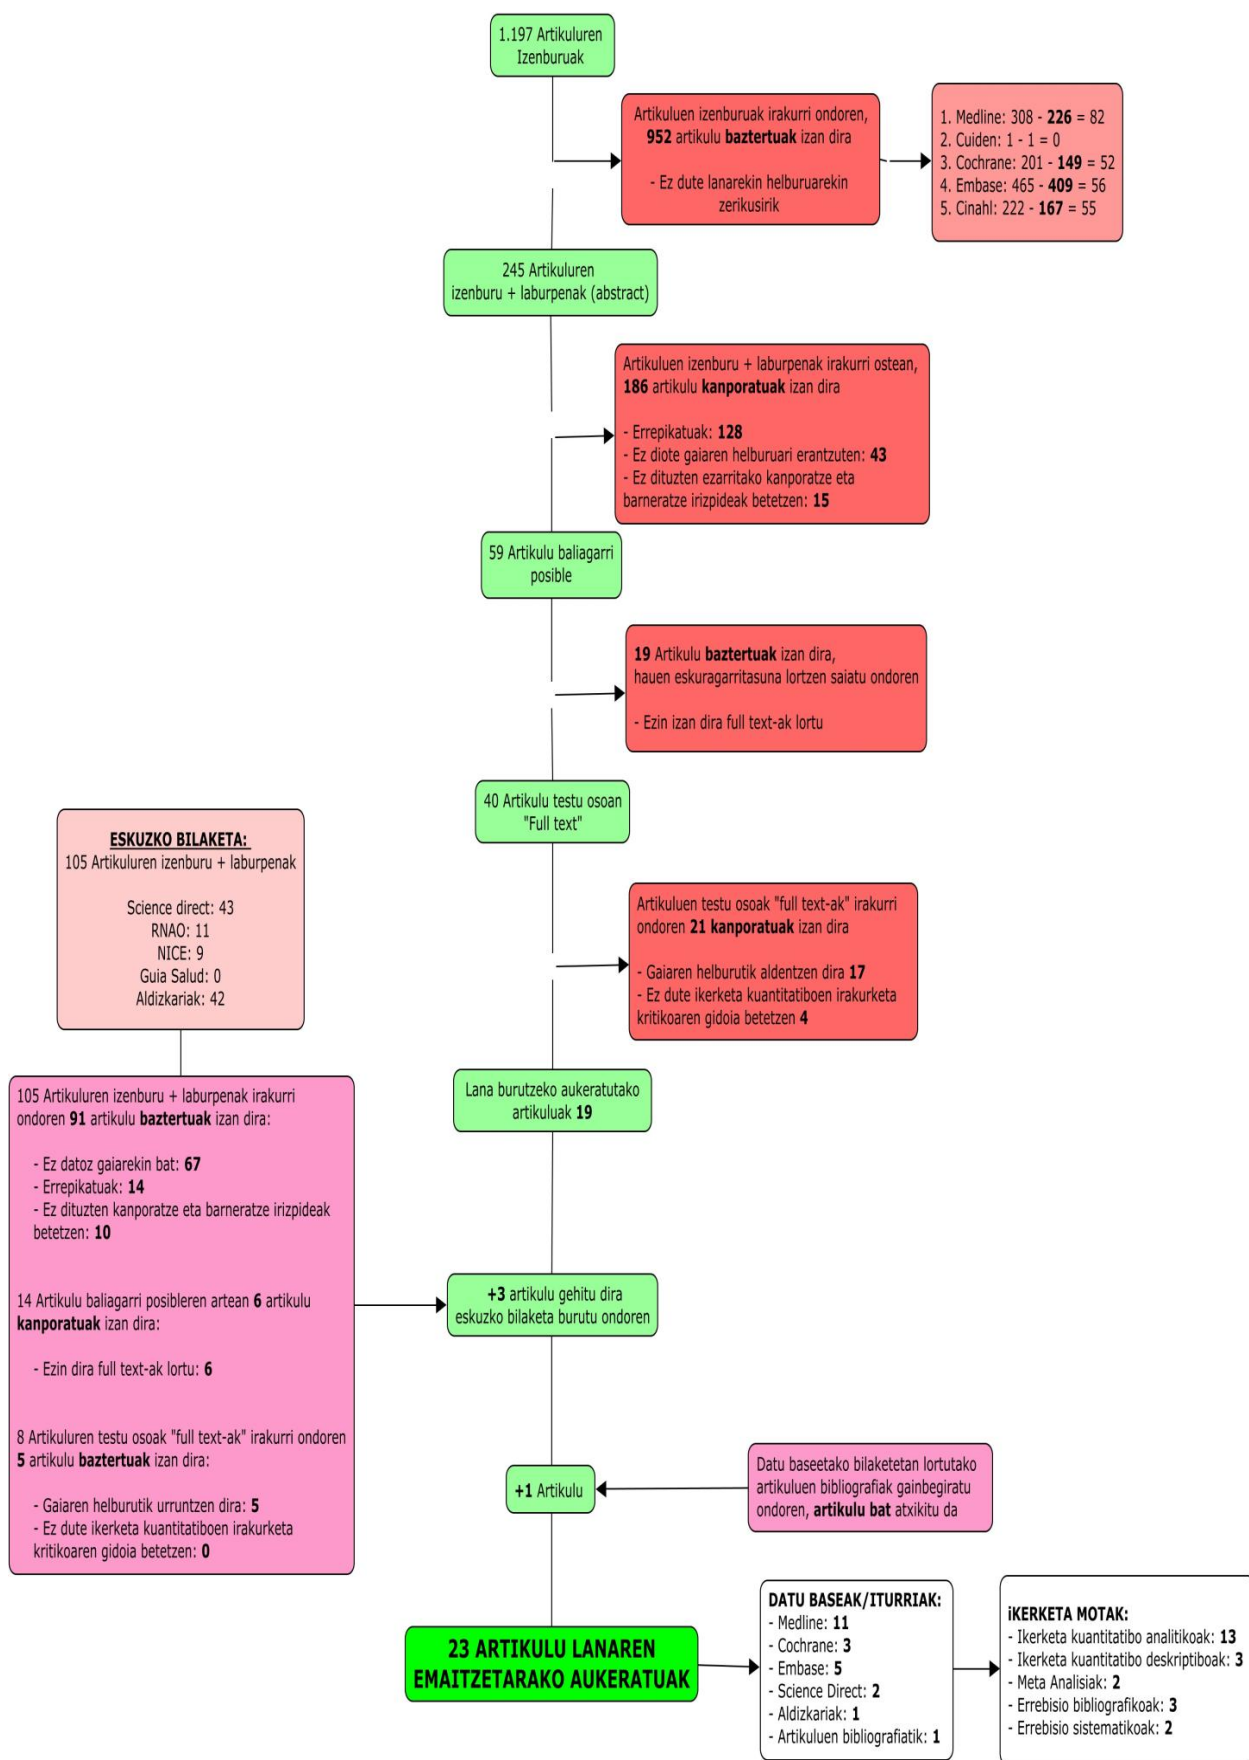 1.197 Artikuluren
Izenburuak
Artikuluen izenburuak irakurri ondoren,
952 artikulu baztertuak izan dira
- Ez dute lanarekin helburuarekin
zerikusirik
1. Medline: 308 - 226 = 82
2. Cuiden: 1 - 1 = 0
3. Cochrane: 201 - 149 = 52
4. Embase: 465 - 409 = 56
5. Cinahl: 222 - 167 = 55
245 Artikuluren
izenburu + laburpenak (abstract)
Artikuluen izenburu + laburpenak irakurri ostean,
186 artikulu kanporatuak izan dira
- Errepikatuak: 128
- Ez diote gaiaren helburuari erantzuten: 43
- Ez dituzten ezarritako kanporatze eta
barneratze irizpideak betetzen: 15
59 Artikulu baliagarri
posible
19 Artikulu baztertuak izan dira,
hauen eskuragarritasuna lortzen saiatu ondoren
- Ezin izan dira full text-ak lortu
40 Artikulu testu osoan
"Full text"
ESKUZKO BILAKETA:
105 Artikuluren izenburu + laburpenak
Science direct: 43
RNAO: 11
NICE: 9
Guia Salud: 0
Aldizkariak: 42
Artikuluen testu osoak "full text-ak" irakurri
ondoren 21 kanporatuak izan dira
- Gaiaren helburutik aldentzen dira 17
- Ez dute ikerketa kuantitatiboen irakurketa
kritikoaren gidoia betetzen 4
Lana burutzeko aukeratutako
artikuluak 19
105 Artikuluren izenburu + laburpenak irakurri
ondoren 91 artikulu baztertuak izan dira:
- Ez datoz gaiarekin bat: 67
- Errepikatuak: 14
- Ez dituzten kanporatze eta barneratze irizpideak
betetzen: 10
14 Artikulu baliagarri posibleren artean 6 artikulu
kanporatuak izan dira:
- Ezin dira full text-ak lortu: 6
8 Artikuluren testu osoak "full text-ak" irakurri ondoren
5 artikulu baztertuak izan dira:
- Gaiaren helburutik urruntzen dira: 5
- Ez dute ikerketa kuantitatiboen irakurketa
kritikoaren gidoia betetzen: 0
+3 artikulu gehitu dira
eskuzko bilaketa burutu ondoren
+1 Artikulu
Datu baseetako bilaketetan lortutako
artikuluen bibliografiak gainbegiratu
ondoren, artikulu bat atxikitu da
23 ARTIKULU LANAREN
EMAITZETARAKO AUKERATUAK
DATU BASEAK/ITURRIAK:
- Medline: 11
- Cochrane: 3
- Embase: 5
- Science Direct: 2
- Aldizkariak: 1
- Artikuluen bibliografiatik: 1
iKERKETA MOTAK:
- Ikerketa kuantitatibo analitikoak: 13
- Ikerketa kuantitatibo deskriptiboak: 3
- Meta Analisiak: 2
- Errebisio bibliografikoak: 3
- Errebisio sistematikoak: 2